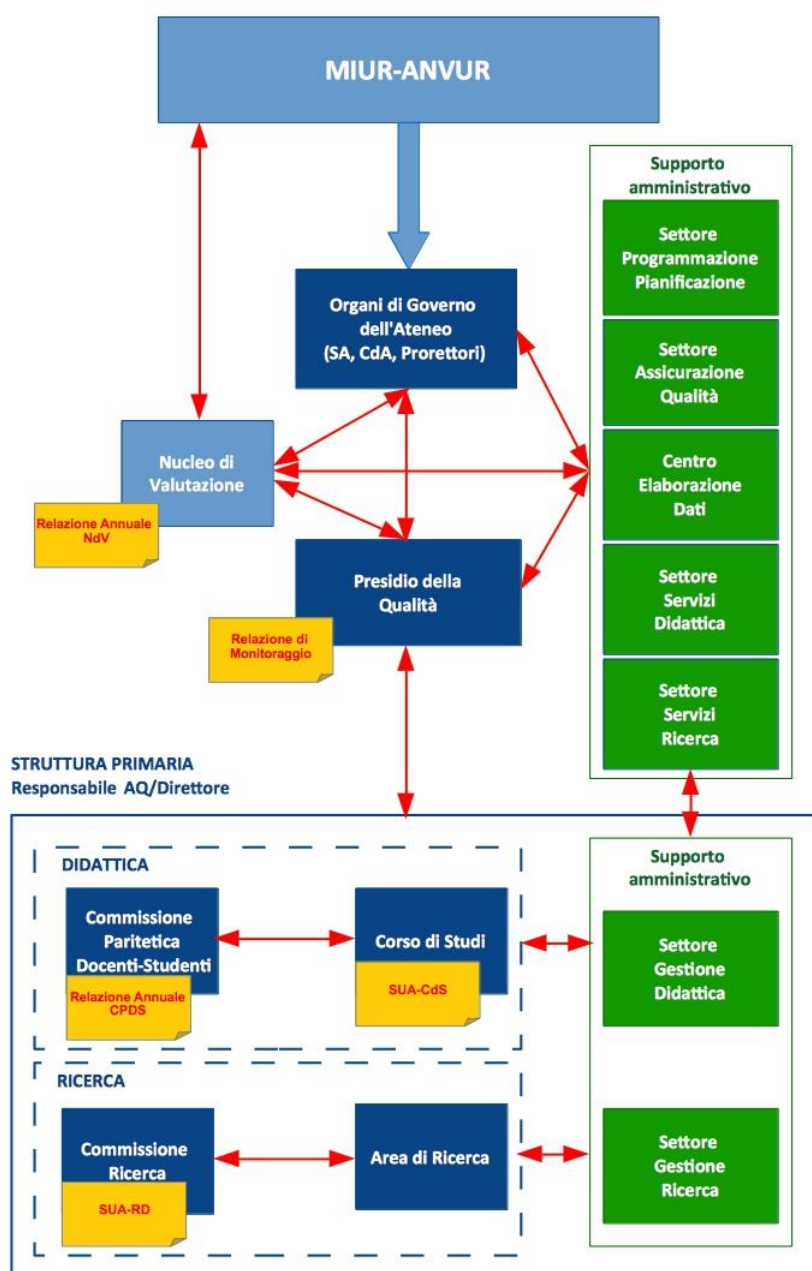 MIUR-ANVUR
Supporto
amministrativo
Settore
Programmazione
Pianificazione
Organi di Governo
dell'Ateneo
(SA, CdA, Prorettori)
Settore
Assicurazione
Qualità
Nucleo di
Valutazione
Centro
Elaborazione
Dati
Relazione Annuale
NdV
Presidio della
Qualità
Settore
Servizi
Didattica
Relazione di
Monitoraggio
Settore
Servizi
Ricerca
STRUTTURA PRIMARIA
Responsabile AQ/Direttore
DIDATTICA
Supporto
amministrativo
Commissione
Paritetica
Docenti-Studenti
Corso di Studi
Settore
Gestione
Didattica
Relazione Annuale
CPDS
SUA-CdS
RICERCA
Commissione
Ricerca
Area di Ricerca
Settore
Gestione
Ricerca
SUA-RD